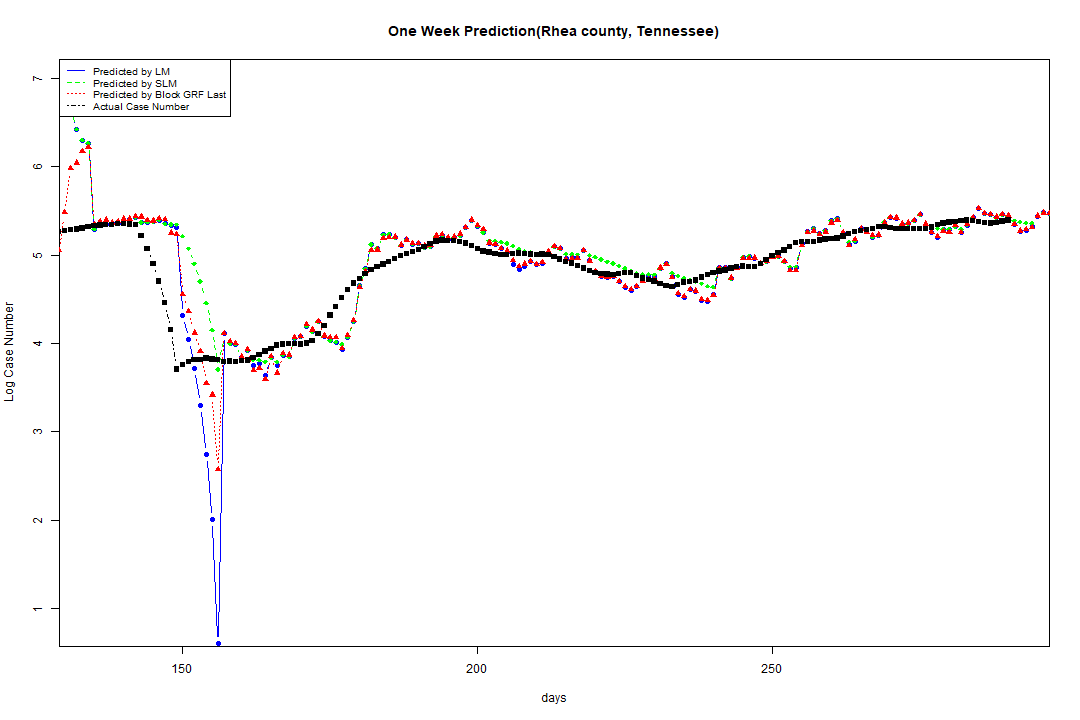 One Week Prediction(Rhea county, Tennessee)
Predicted by LM
Predicted by SLM
Predicted by Block GRF Last
Actual Case Number
7
6
5
4
3
2
1
Log Case Number
150 200 250
days